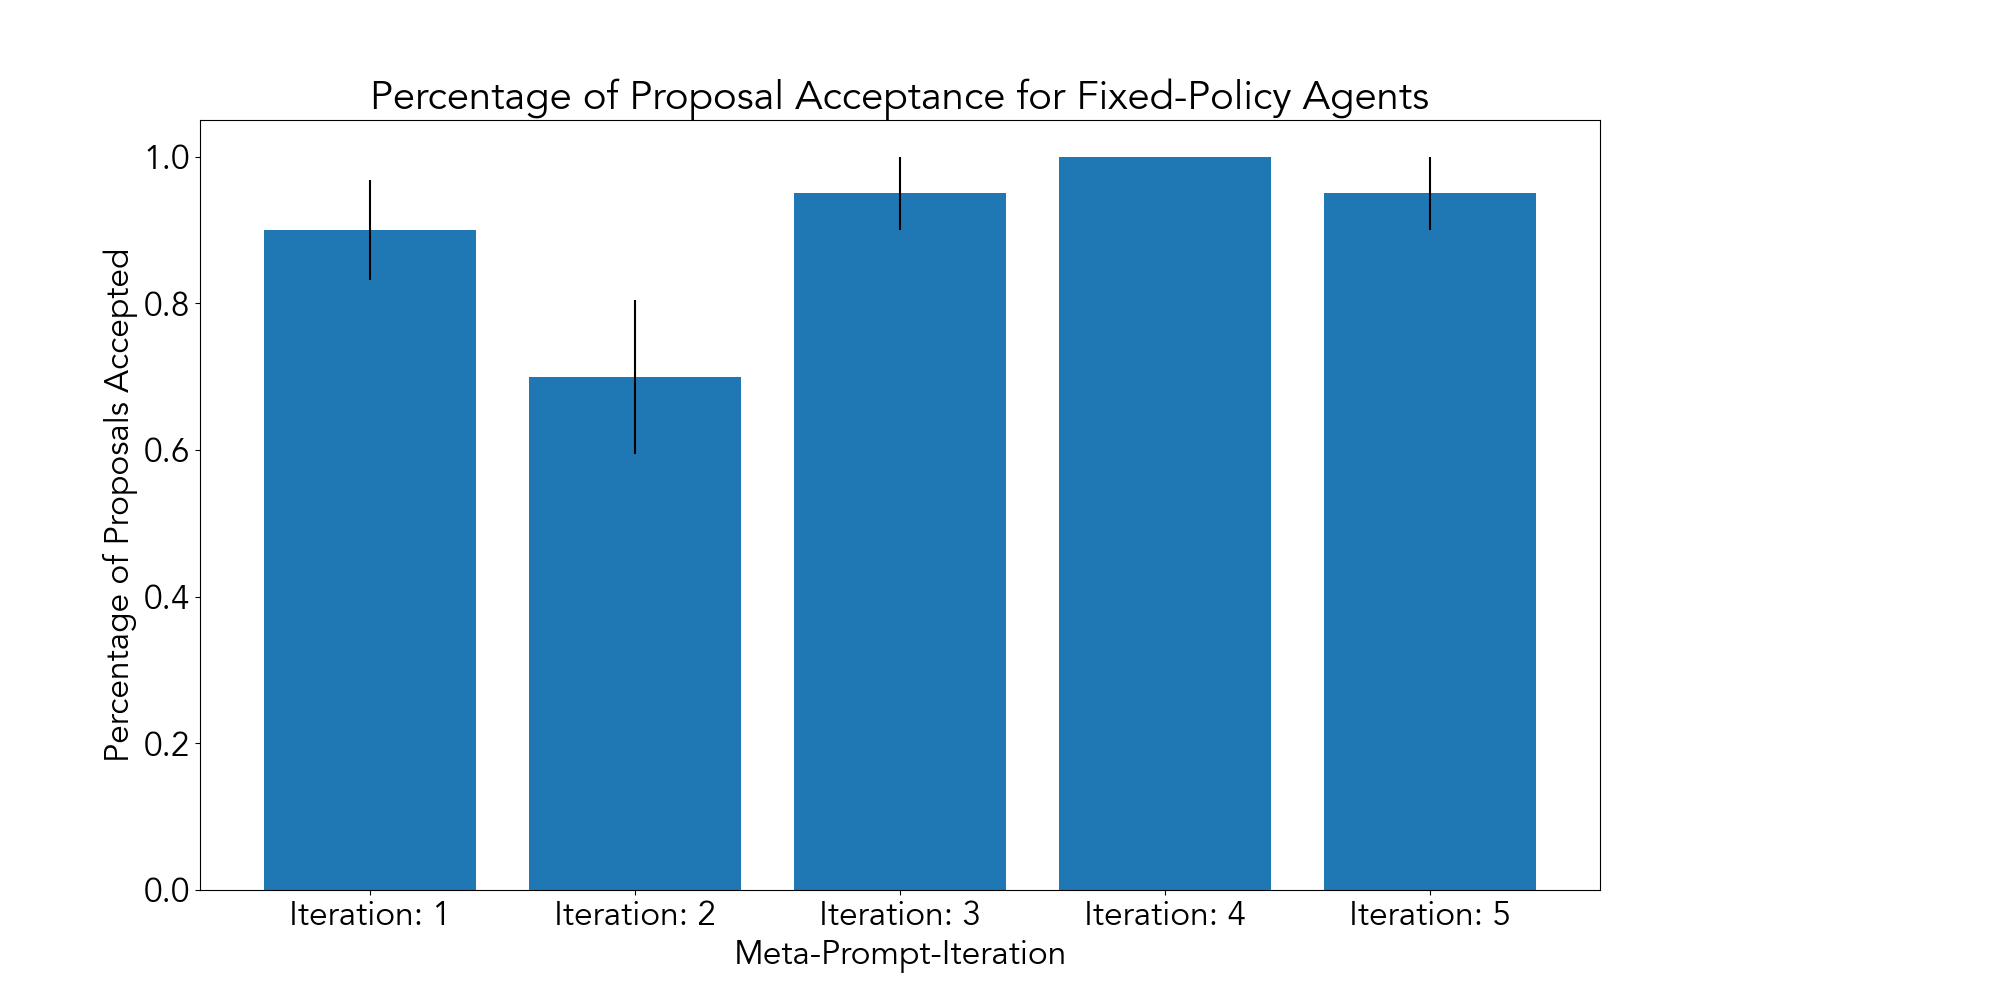 Percentage of Proposal Acceptance for Fixed-Policy Agents
Percentage of Proposals Accepted
1.0
0.8
0.6
0.4
0.2
0.0
Iteration: 1
Iteration: 2
Iteration: 3
Iteration: 4
Iteration: 5
Meta-Prompt-Iteration